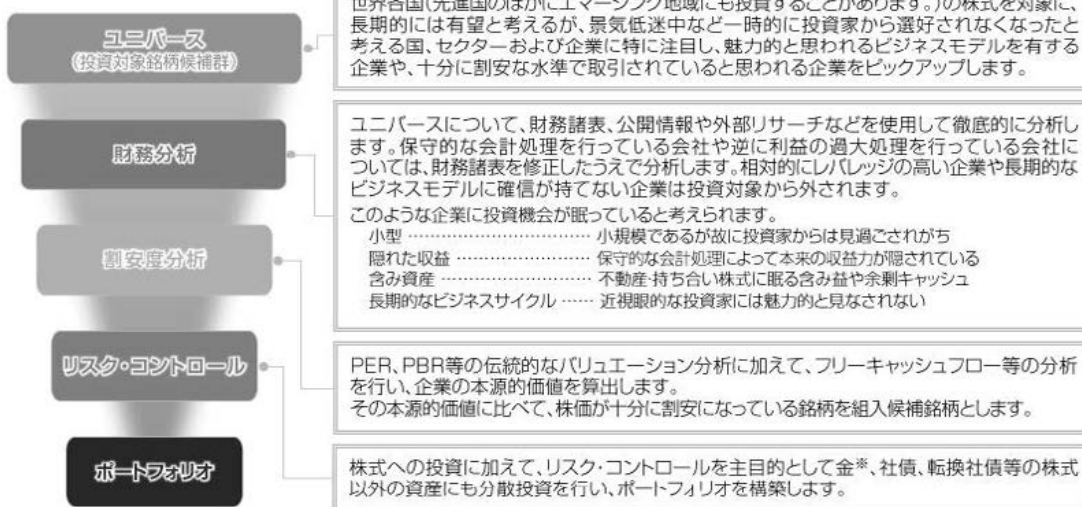 世界各国(先進国のほかにエマージング地域にも投資することがあります。)の株式を対象に、
長期的には有望と考えるが、景気低迷中など一時的に投資家から選好されなくなったと
考える国、セクターおよび企業に特に注目し、魅力的と思われるビジネスモデルを有する
企業や、十分に割安な水準で取引されていると思われる企業をピックアップします。
ユニバース
(投資対象銘柄候補群)
財務分析
ユニバースについて、財務諸表、公開情報や外部リサーチなどを使用して徹底的に分析し
ます。保守的な会計処理を行っている会社や逆に利益の過大処理を行っている会社に
ついては、財務諸表を修正したうえで分析します。相対的にレバレッジの高い企業や長期的な
ビジネスモデルに確信が持てない企業は投資対象から外されます。
このような企業に投資機会が眠っていると考えられます。
小型 ……………………………… 小規模であるが故に投資家からは見過ごされがち
隠れた収益 …………………… 保守的な会計処理によって本来の収益力が隠されている
含み資産 ……………………… 不動産・持ち合い株式に眠る含み益や余剰キャッシュ
長期的なビジネスサイクル …… 近視眼的な投資家には魅力的と見なされない
割安度分析
リスク・コントロール
PER、PBR等の伝統的なバリュエーション分析に加えて、フリーキャッシュフロー等の分析
を行い、企業の本源的価値を算出します。
その本源的価値に比べて、株価が十分に割安になっている銘柄を組入候補銘柄とします。
ポートフォリオ
株式への投資に加えて、リスク・コントロールを主目的として金※、社債、転換社債等の株式
以外の資産にも分散投資を行い、ポートフォリオを構築します。